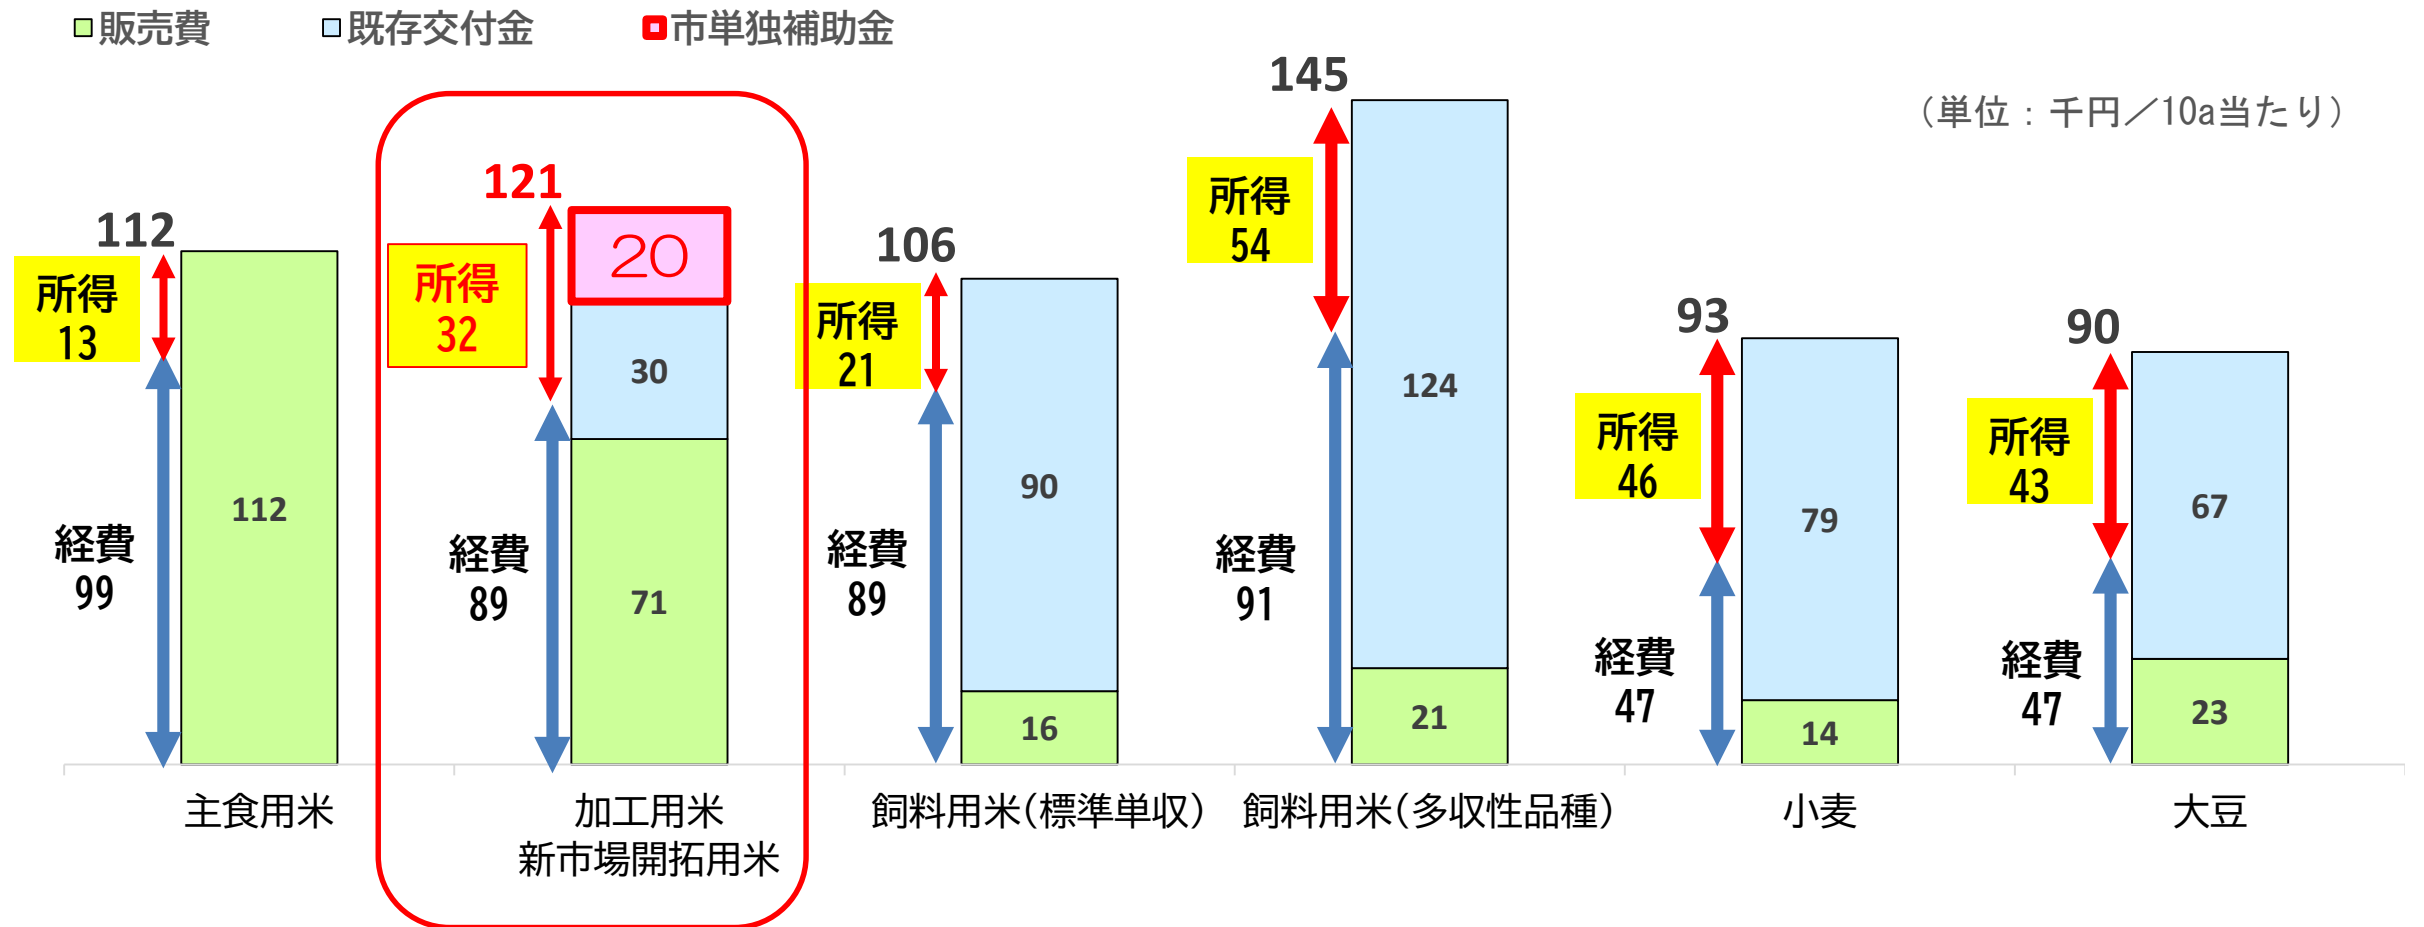 販売費 既存交付金 市単独補助金
(単位：千円／10a当たり)
112
所得
13
経費
99
112
主食用米
121
所得
32
経費
89
20
30
71
加工用米
新市場開拓用米
106
所得
21
経費
89
90
16
飼料用米(標準単収)
145
所得
54
経費
91
124
21
飼料用米(多収性品種)
93
所得
46
経費
47
79
14
小麦
90
所得
43
経費
47
67
23
大豆